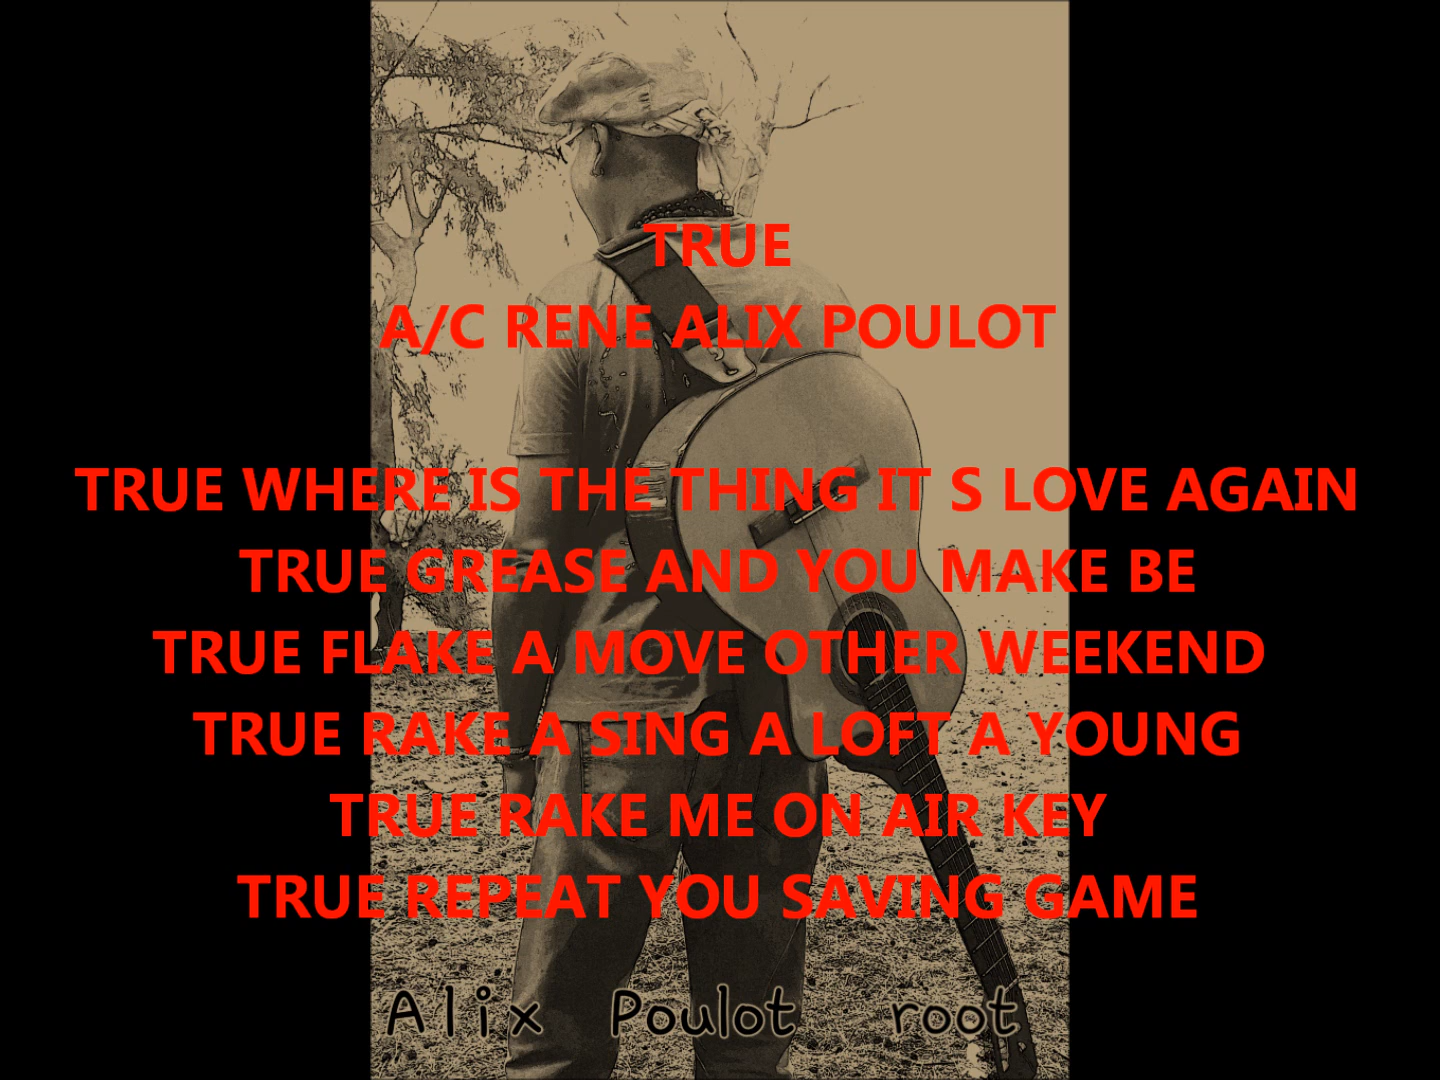 TRUE
A/C RENE ALIX POULOT
TRUE WHERE IS THE THING IT S LOVE AGAIN
TRUE GREASE AND YOU MAKE BE
TRUE FLAKE A MOVE OTHER WEEKEND
TRUE RAKE A SING A LOFT A YOUNG
TRUE RAKE ME ON AIR KEY
TRUE REPEAT YOU SAVING GAME
Alix Poulot root